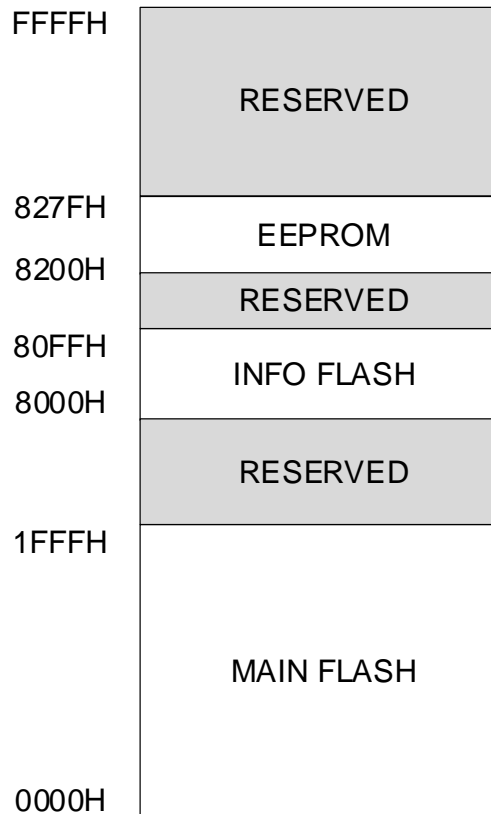 FFFFH
RESERVED
827FH
EEPROM
8200H
RESERVED
80FFH
INFO FLASH
8000H
RESERVED
1FFFH
MAIN FLASH
0000H